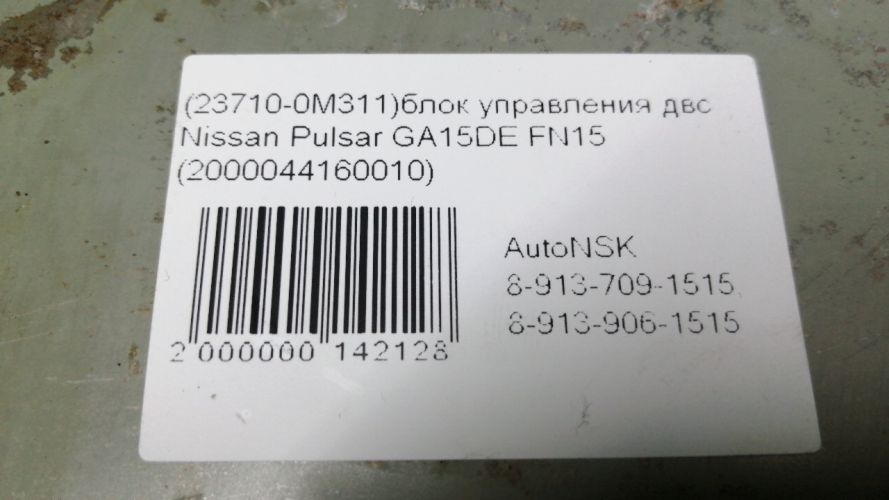 (23710-0M311)блок управления двс
Nissan Pulsar GA15DE FN15
(2000044160010)
AutoNSK
8-913-709-1515
8-913-906-1515
2 000000 142128